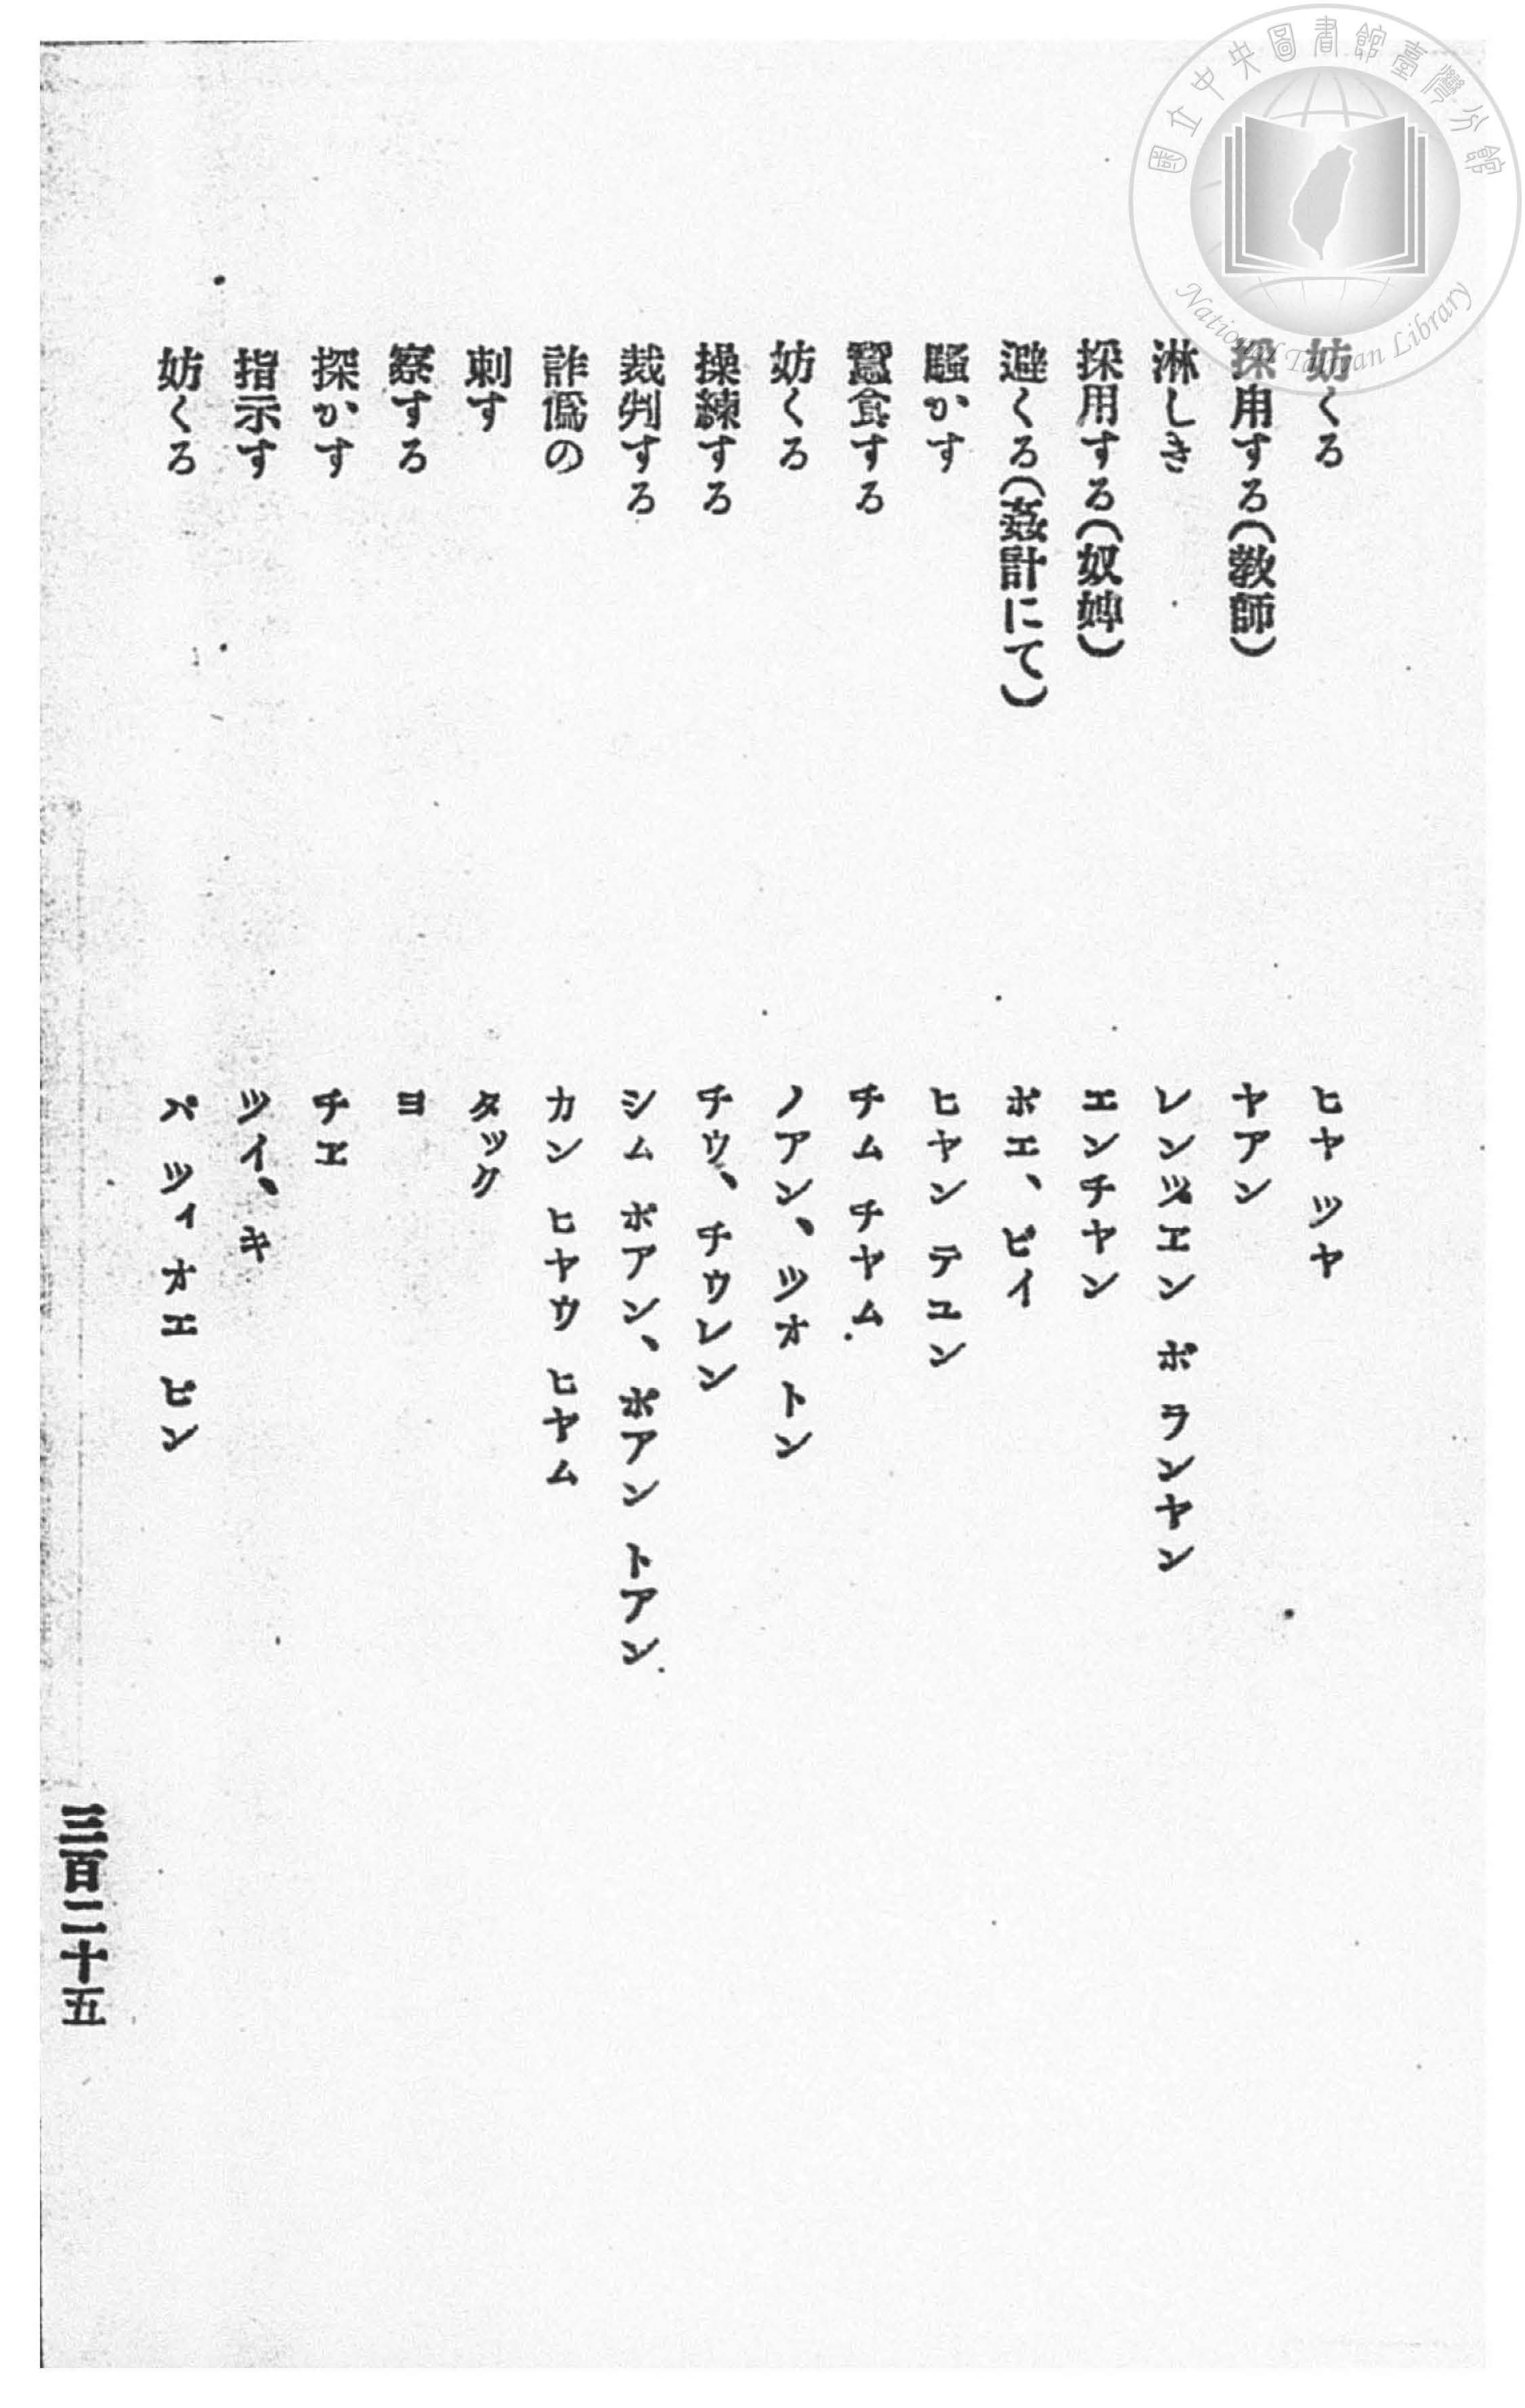 國立中央圖書館臺灣分館
National Taiwan Library
妨くる ヒヤツヤ
採用する(敎師) ヤアン
淋しき レンヅエン ポ ランヤン
採用する(奴婢) エンチヤン
避くる(姦計にて) ポエ、ピイ
騷かす ヒヤン テユン
蠶食する チム チヤム
妨くる ノアン、ツオ トン
操練する チウ、チウレン
裁判する シム ポアン、ポアン トアン
詐僞の カン ヒヤウ ヒヤム
刺す タック
察する ヨ
探かす チエ
指示す ツイ、キ
妨くる パ ツィオエ ピン
三百二十五